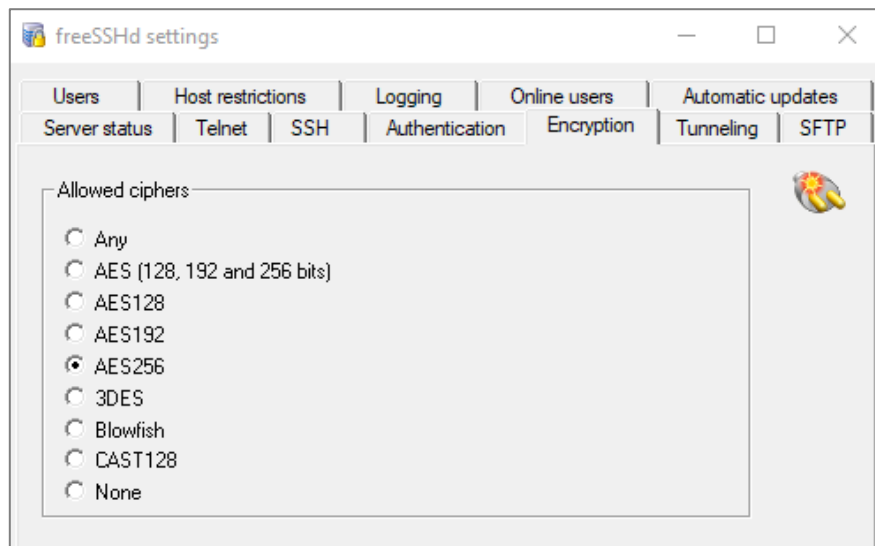 freeSSHd settings
Users Host restrictions Logging Online users Automatic updates
Server status Telnet SSH Authentication Encryption Tunneling SFTP
Allowed ciphers
Any
AES (128, 192 and 256 bits)
AES128
AES192
AES256
3DES
Blowfish
CAST128
None